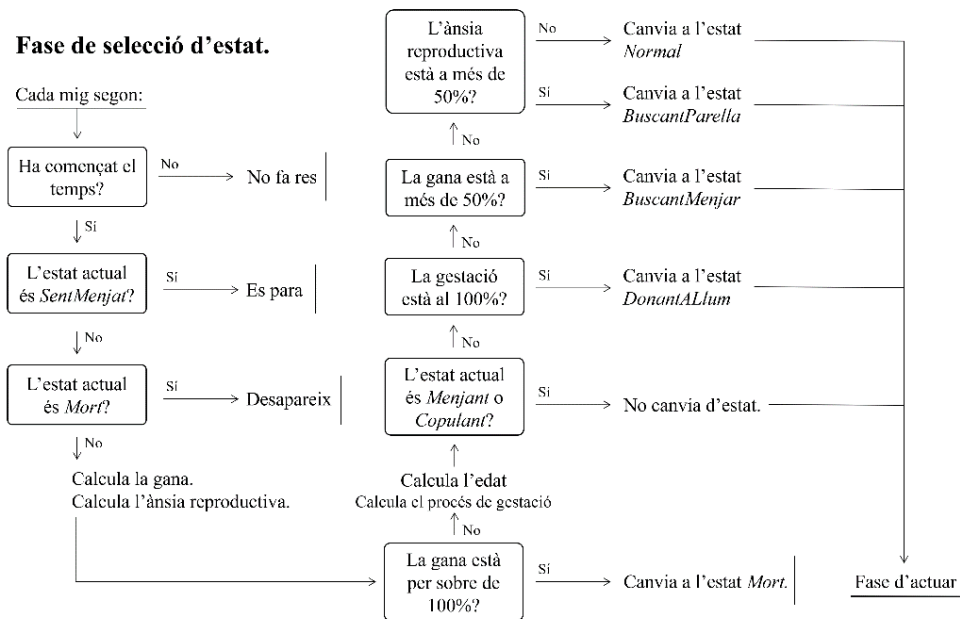 Fase de selecció d'estat.
Cada mig segon:
Ha començat el
temps?
No
No fa res
Sí
L'estat actual
és SentMenjat?
Sí
Es para
No
L'estat actual
és Mort?
Sí
Desapareix
No
Calcula la gana.
Calcula l'ànsia reproductiva.
La gana està
per sobre de
100%?
Sí
Canvia a l'estat Mort.
No
Calcula l'edat
Calcula el procés de gestació
L'estat actual
és Menjant o
Copulant?
Sí
No canvia d'estat.
No
La gestació
està al 100%?
Sí
Canvia a l'estat
DonantALlum
No
La gana està a
més de 50%?
Sí
Canvia a l'estat
BuscantMenjar
No
L'ànsia
reproductiva
està a més de
50%?
No
Canvia a l'estat
Normal
Sí
Canvia a l'estat
BuscantParella
Fase d'actuar